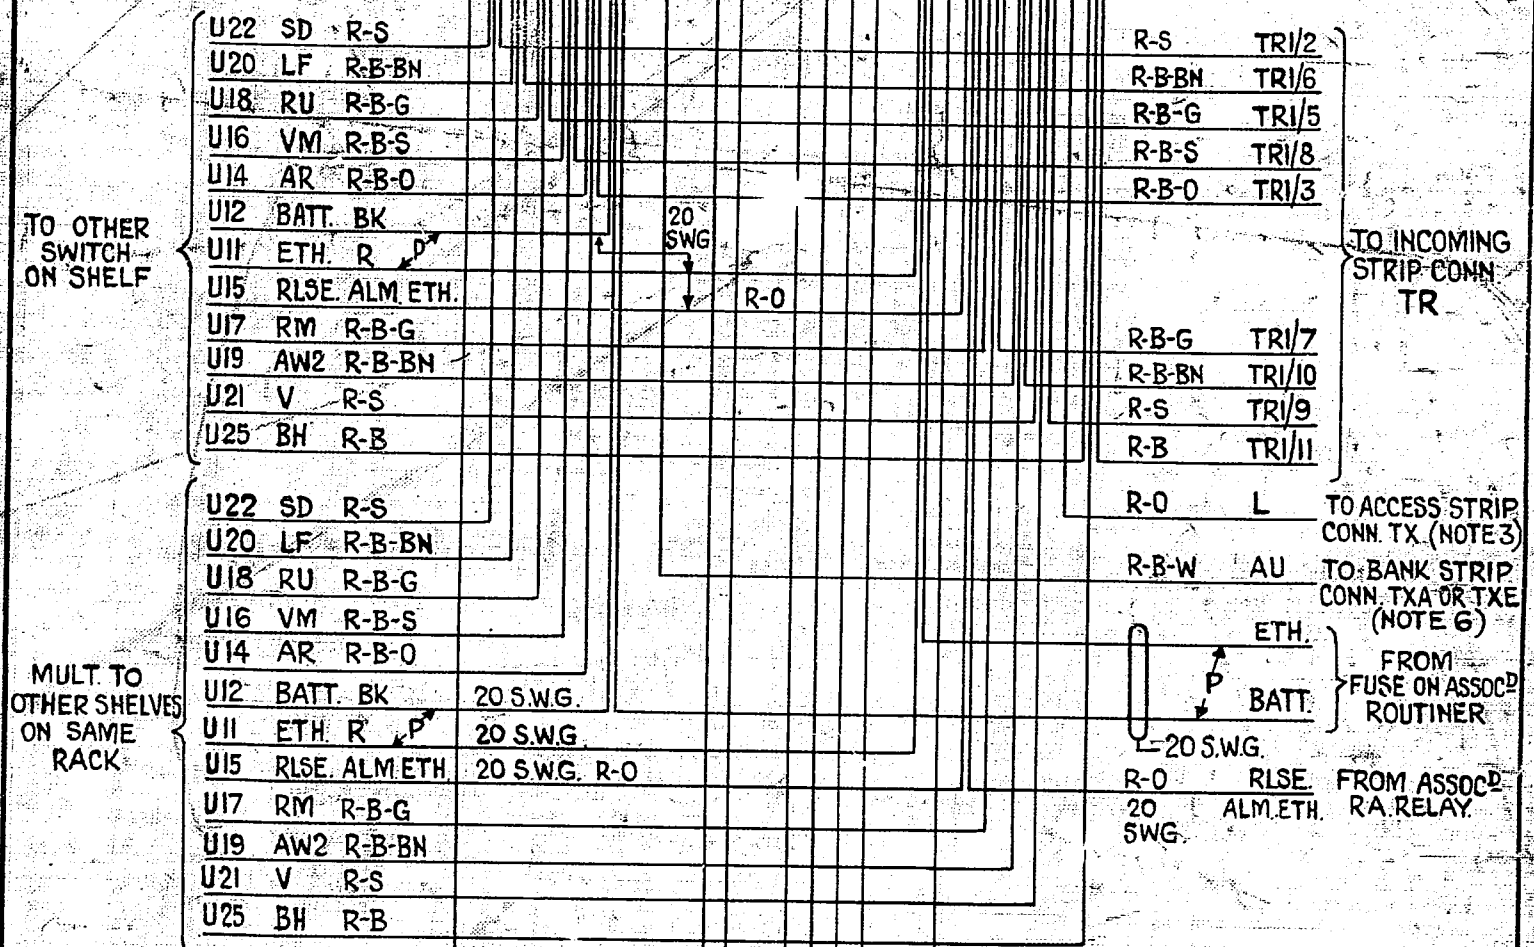 U22 SD R-S
U20 LF R-B-BN
U18 RU R-B-G
U16 VM R-B-S
U14 AR R-B-O
U12 BATT. BK
U11 ETH. R P
U15 RLSE. ALM. ETH. R-O
U17 RM R-B-G
U19 AW2 R-B-BN
U21 V R-S
U25 BH R-B
TO OTHER
SWITCH
ON SHELF
20
SWG
U22 SD R-S
U20 LF R-B-BN
U18 RU R-B-G
U16 VM R-B-S
U14 AR R-B-O
U12 BATT. BK 20 S.W.G.
U11 ETH. R P 20 S.W.G
U15 RLSE. ALM.ETH 20 S.W.G. R-O
U17 RM R-B-G
U19 AW2 R-B-BN
U21 V R-S
U25 BH R-B
MULT. TO
OTHER SHELVES
ON SAME
RACK
R-S TR1/2
R-B-BN TR1/6
R-B-G TR1/5
R-B-S TR1/8
R-B-O TR1/3
R-B-G TR1/7
R-B-BN TR1/10
R-S TR1/9
R-B TR1/11
TO INCOMING
STRIP CONN
TR
R-O L TO ACCESS STRIP
CONN. TX. (NOTE 3)
R-B-W AU TO BANK STRIP
CONN. TXA OR TXE
(NOTE 6)
ETH.
P
BATT.
20 S.W.G.
FROM
FUSE ON ASSOCD
ROUTINER
R-O RLSE. FROM ASSOCD
20 ALM.ETH. R.A. RELAY.
SWG.